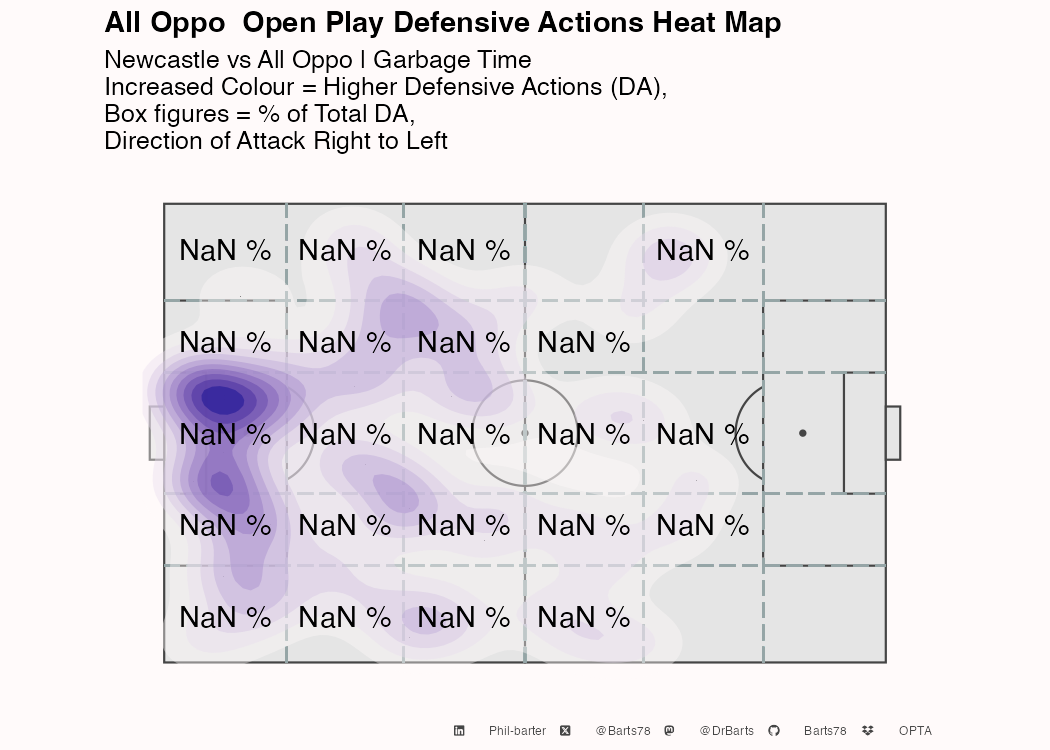 All Oppo  Open Play Defensive Actions Heat Map
Newcastle vs All Oppo | Garbage Time
Increased Colour = Higher Defensive Actions (DA),
Box figures = % of Total DA,
Direction of Attack Right to Left
NaN % NaN % NaN % NaN %
NaN % NaN % NaN % NaN %
NaN % NaN % NaN % NaN % NaN %
NaN % NaN % NaN % NaN % NaN %
NaN % NaN % NaN % NaN %
Phil-barter @Barts78 @DrBarts Barts78 OPTA